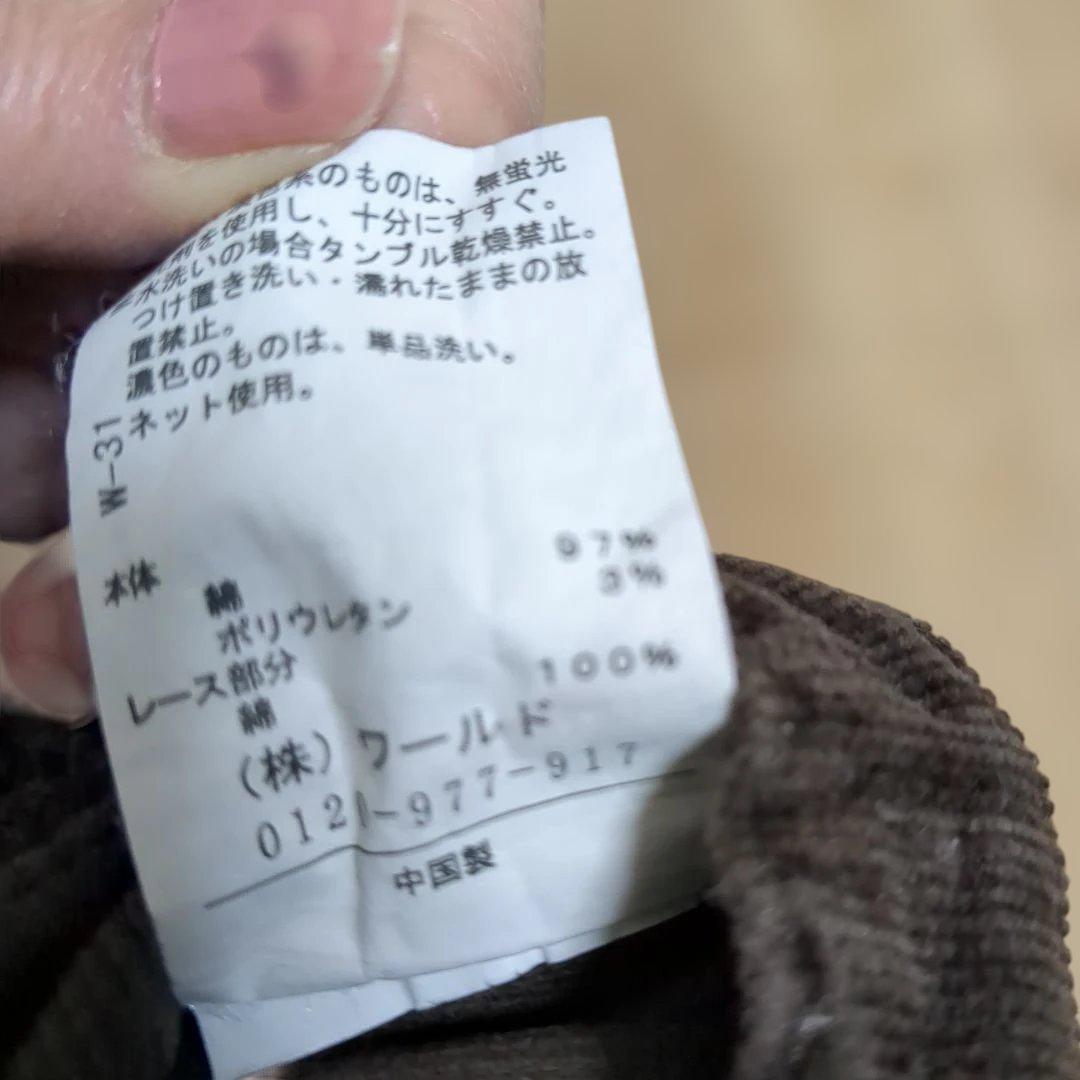 のものは、無蛍光
剤を使用し、十分にすすぐ。
水洗いの場合タンブル乾燥禁止。
つけ置き洗い・濡れたままの放
置禁止。
濃色のものは、単品洗い。
ネット使用。
W-31
本体
綿 97%
ポリウレタン 3%
レース部分
綿 100%
(株)ワールド
0120-977-917
中国製